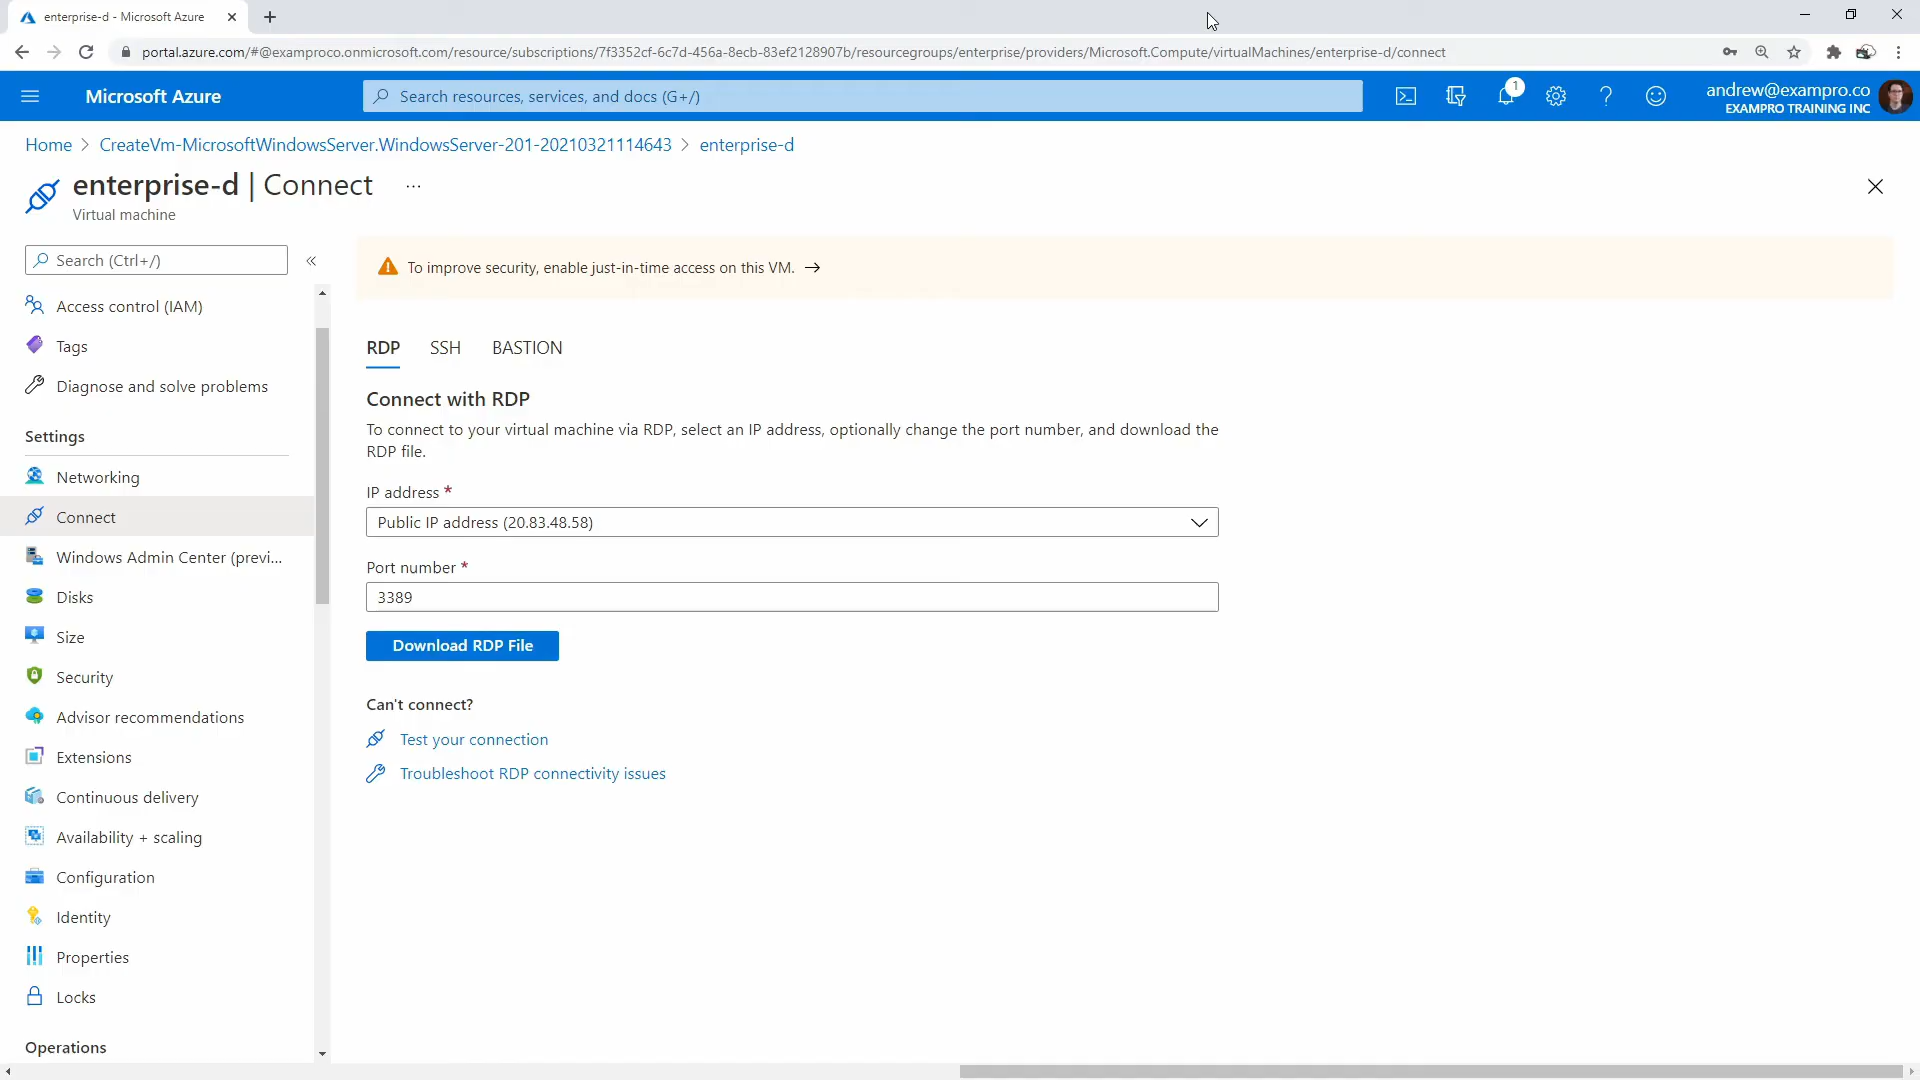 enterprise-d - Microsoft Azure
portal.azure.com/#@examproco.onmicrosoft.com/resource/subscriptions/7f3352cf-6c7d-456a-8ecb-83ef2128907b/resourcegroups/enterprise/providers/Microsoft.Compute/virtualMachines/enterprise-d/connect
Microsoft Azure
Search resources, services, and docs (G+/)
1
andrew@exampro.co
EXAMPRO TRAINING INC
Home > CreateVm-MicrosoftWindowsServer.WindowsServer-201-20210321114643 > enterprise-d
enterprise-d | Connect ...
Virtual machine
Search (Ctrl+/)
Access control (IAM)
Tags
Diagnose and solve problems
Settings
Networking
Connect
Windows Admin Center (previ...
Disks
Size
Security
Advisor recommendations
Extensions
Continuous delivery
Availability + scaling
Configuration
Identity
Properties
Locks
Operations
To improve security, enable just-in-time access on this VM. →
RDP SSH BASTION
Connect with RDP
To connect to your virtual machine via RDP, select an IP address, optionally change the port number, and download the
RDP file.
IP address *
Public IP address (20.83.48.58)
Port number *
3389
Download RDP File
Can't connect?
Test your connection
Troubleshoot RDP connectivity issues